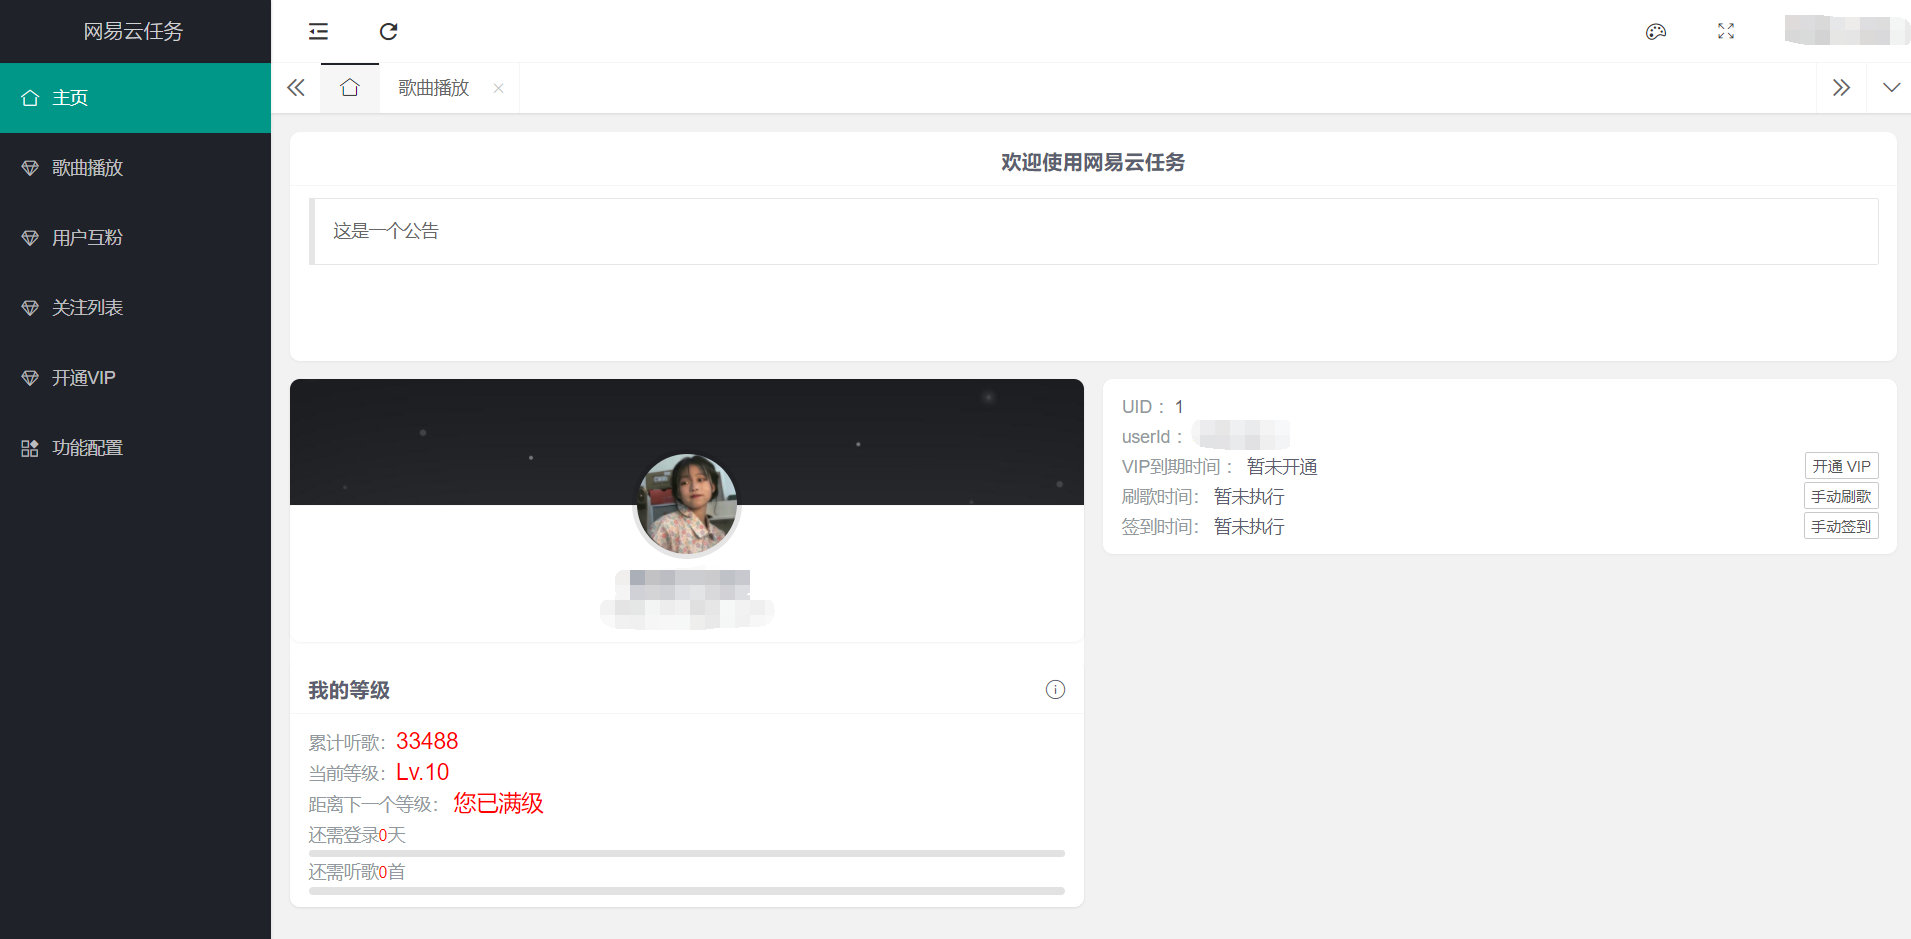 网易云任务
主页
歌曲播放
用户互粉
关注列表
开通VIP
功能配置
歌曲播放
欢迎使用网易云任务
这是一个公告
我的等级
累计听歌：33488
当前等级：Lv.10
距离下一个等级： 您已满级
还需登录0天
还需听歌0首
UID： 1
userId：
VIP到期时间： 暂未开通
开通 VIP
刷歌时间： 暂未执行
手动刷歌
签到时间： 暂未执行
手动签到